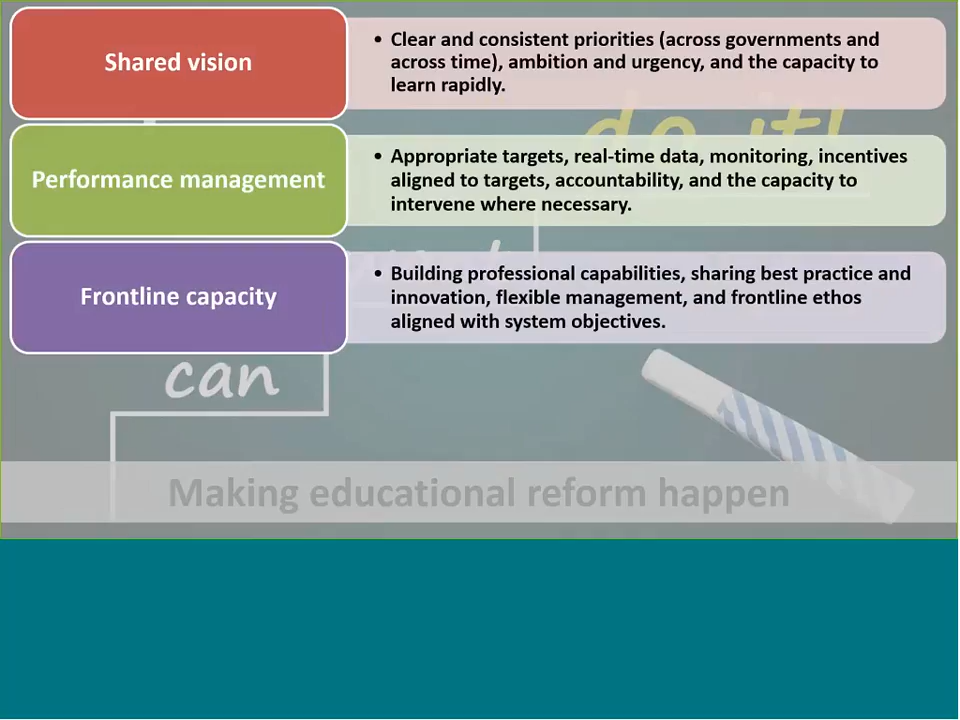 Shared vision
• Clear and consistent priorities (across governments and
across time), ambition and urgency, and the capacity to
learn rapidly.
do it!
Performance management
• Appropriate targets, real-time data, monitoring, incentives
aligned to targets, accountability, and the capacity to
intervene where necessary.
Frontline capacity
• Building professional capabilities, sharing best practice and
innovation, flexible management, and frontline ethos
aligned with system objectives.
can
Making educational reform happen